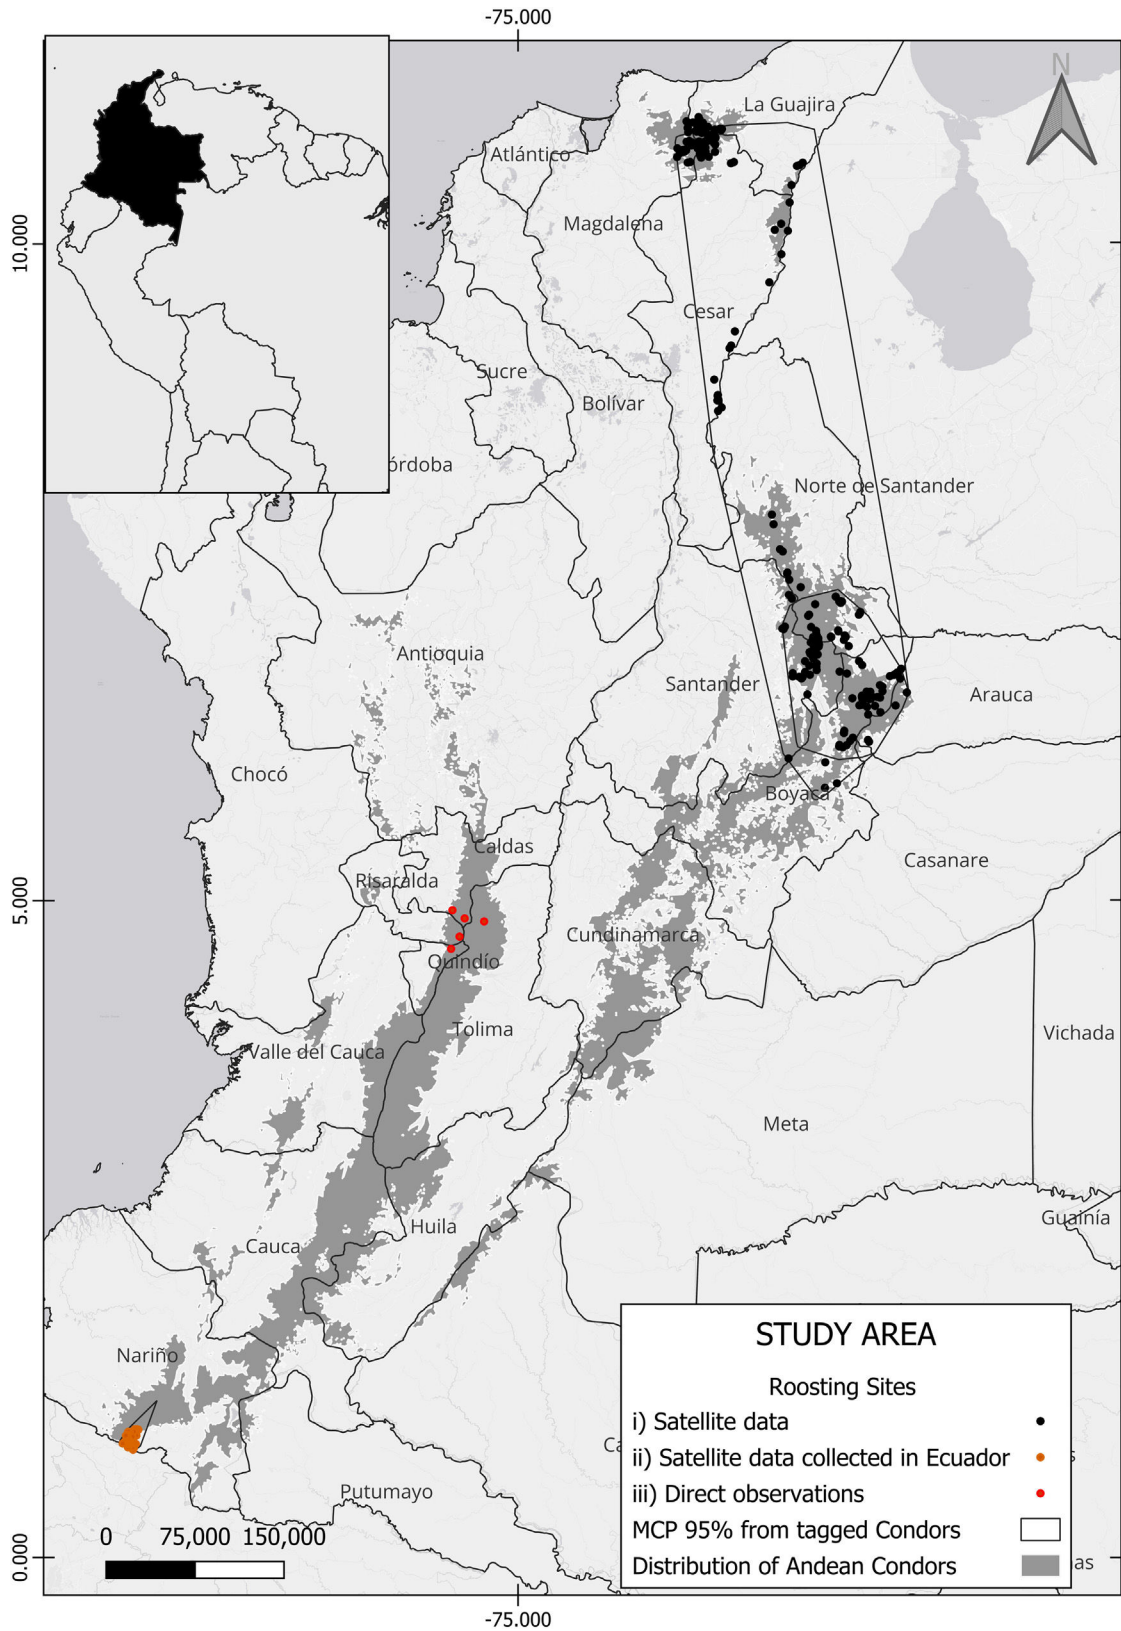 -75.000
N
La Guajira
Atlántico
Magdalena
10.000
Cesar
Sucre
Bolívar
órdoba
Norte de Santander
Antioquia
Santander
Arauca
Chocó
Boyacá
Caldas
Casanare
Risaralda
5.000
Cundinamarca
Quindío
Tolima
Vichada
Valle del Cauca
Meta
Guainía
Huila
Cauca
STUDY AREA
Nariño
Roosting Sites
i) Satellite data
Ca
ii) Satellite data collected in Ecuador
s
iii) Direct observations
Putumayo
MCP 95% from tagged Condors
0 75,000 150,000
Distribution of Andean Condors
as
0.000
-75.000